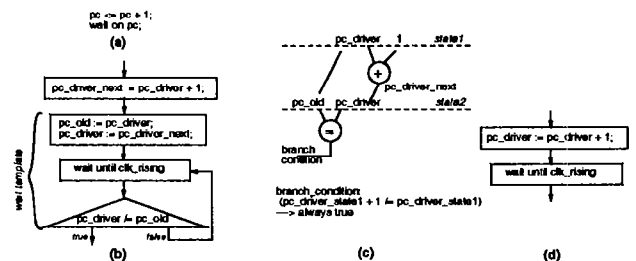 pc <= pc + 1;
wait on pc;
(a)
pc_driver_next := pc_driver + 1;
pc_old := pc_driver;
pc_driver := pc_driver_next;
wait until clk_rising
pc_driver /= pc_old
true
false
wait template
(b)
pc_driver 1
state1
+
pc_driver_next
pc_old pc_driver
state2
branch
condition
branch_condition:
(pc_driver_state1 + 1 /= pc_driver_state1)
—> always true
(c)
pc_driver := pc_driver + 1;
wait until clk_rising
(d)